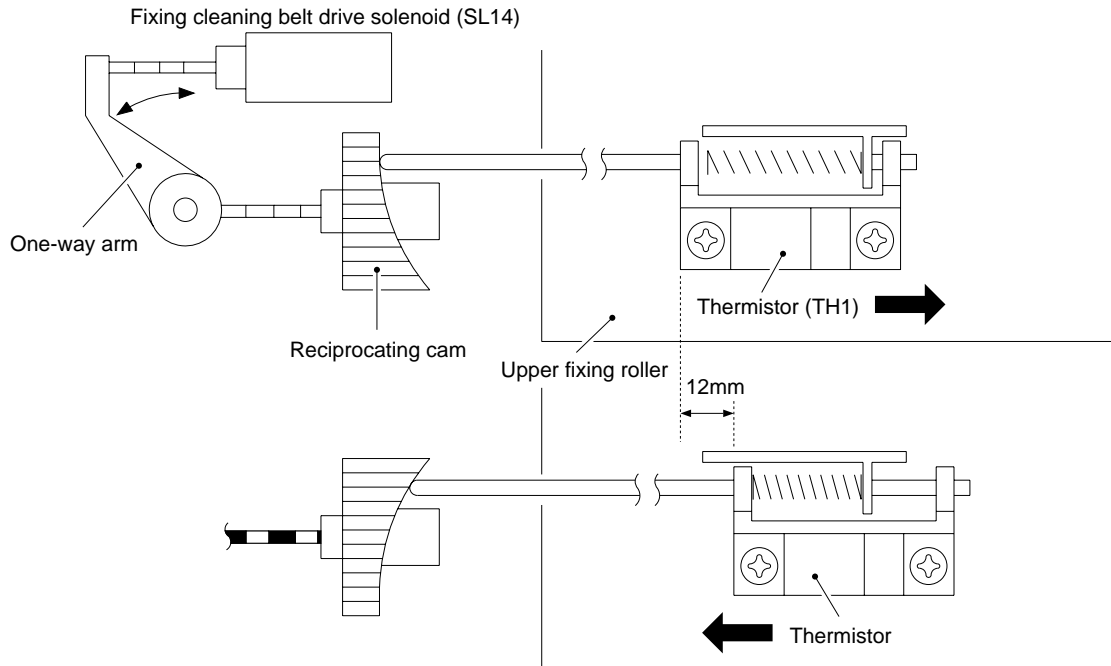 Fixing cleaning belt drive solenoid (SL14)
One-way arm
Reciprocating cam
Thermistor (TH1)
Upper fixing roller
12mm
Thermistor